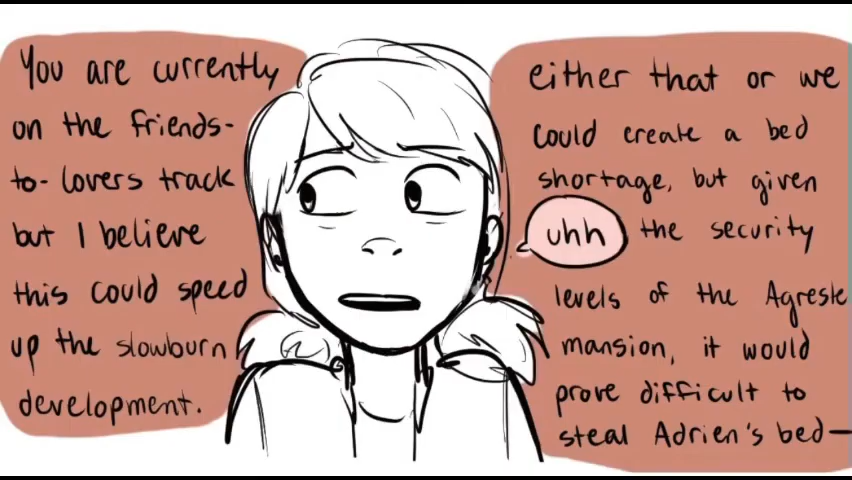 You are currently
on the friends-
to-lovers track
but I believe
this could speed
up the slowburn
development.
either that or we
could create a bed
shortage, but given
the security
levels of the Agreste
mansion, it would
prove difficult to
steal Adrien's bed—
uhh